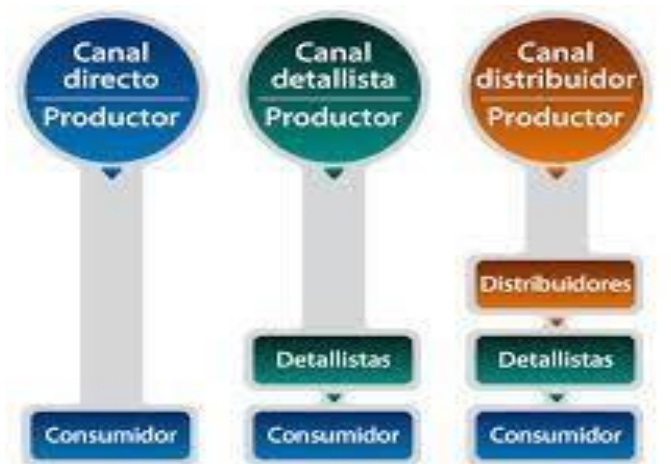 Canal
directo
Productor
Consumidor
Canal
detallista
Productor
Detallistas
Consumidor
Canal
distribuidor
Productor
Distribuidores
Detallistas
Consumidor